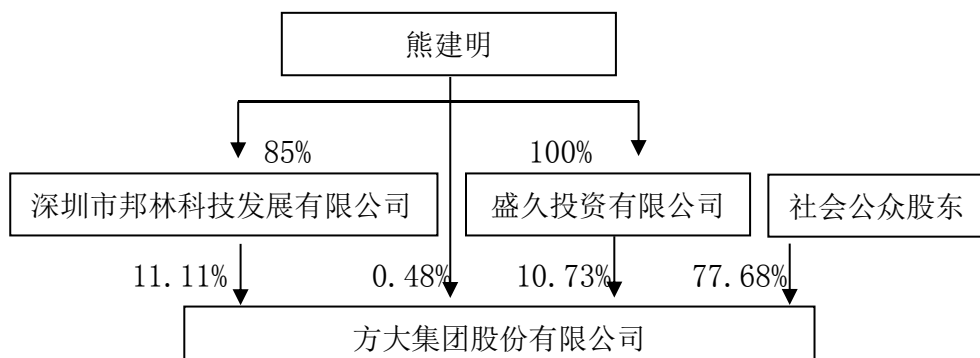 熊建明
85%
100%
深圳市邦林科技发展有限公司
盛久投资有限公司
社会公众股东
11.11%
0.48%
10.73%
77.68%
方大集团股份有限公司